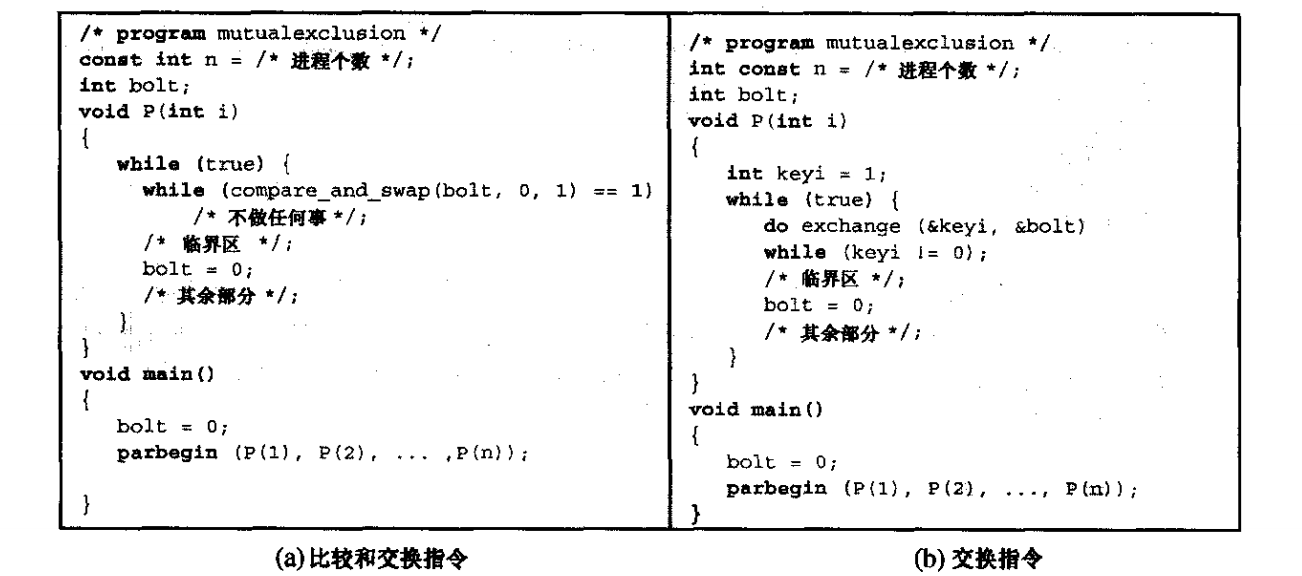 /* program mutualexclusion */
const int n = /* 进程个数 */;
int bolt;
void P(int i)
{
   while (true) {
     while (compare_and_swap(bolt, 0, 1) == 1)
         /* 不做任何事 */;
     /* 临界区 */;
     bolt = 0;
     /* 其余部分 */;
   }
}
void main()
{
   bolt = 0;
   parbegin (P(1), P(2), ... ,P(n));
}
(a) 比较和交换指令
/* program mutualexclusion */
int const n = /* 进程个数 */;
int bolt;
void P(int i)
{
   int keyi = 1;
   while (true) {
      do exchange (&keyi, &bolt)
      while (keyi != 0);
      /* 临界区 */;
      bolt = 0;
      /* 其余部分 */;
   }
}
void main()
{
   bolt = 0;
   parbegin (P(1), P(2), ..., P(n));
}
(b) 交换指令